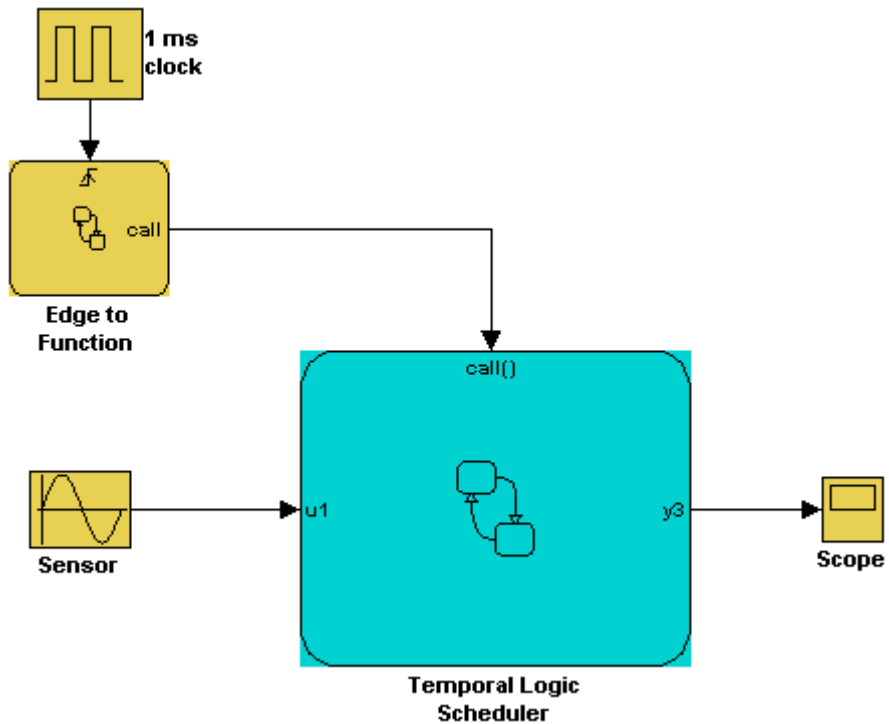 1 ms
clock
call
Edge to
Function
call()
u1
y3
Sensor
Scope
Temporal Logic
Scheduler